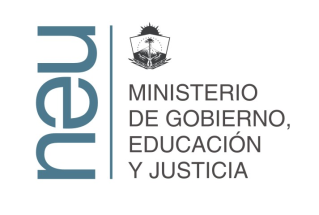 neu
MINISTERIO
DE GOBIERNO,
EDUCACIÓN
Y JUSTICIA